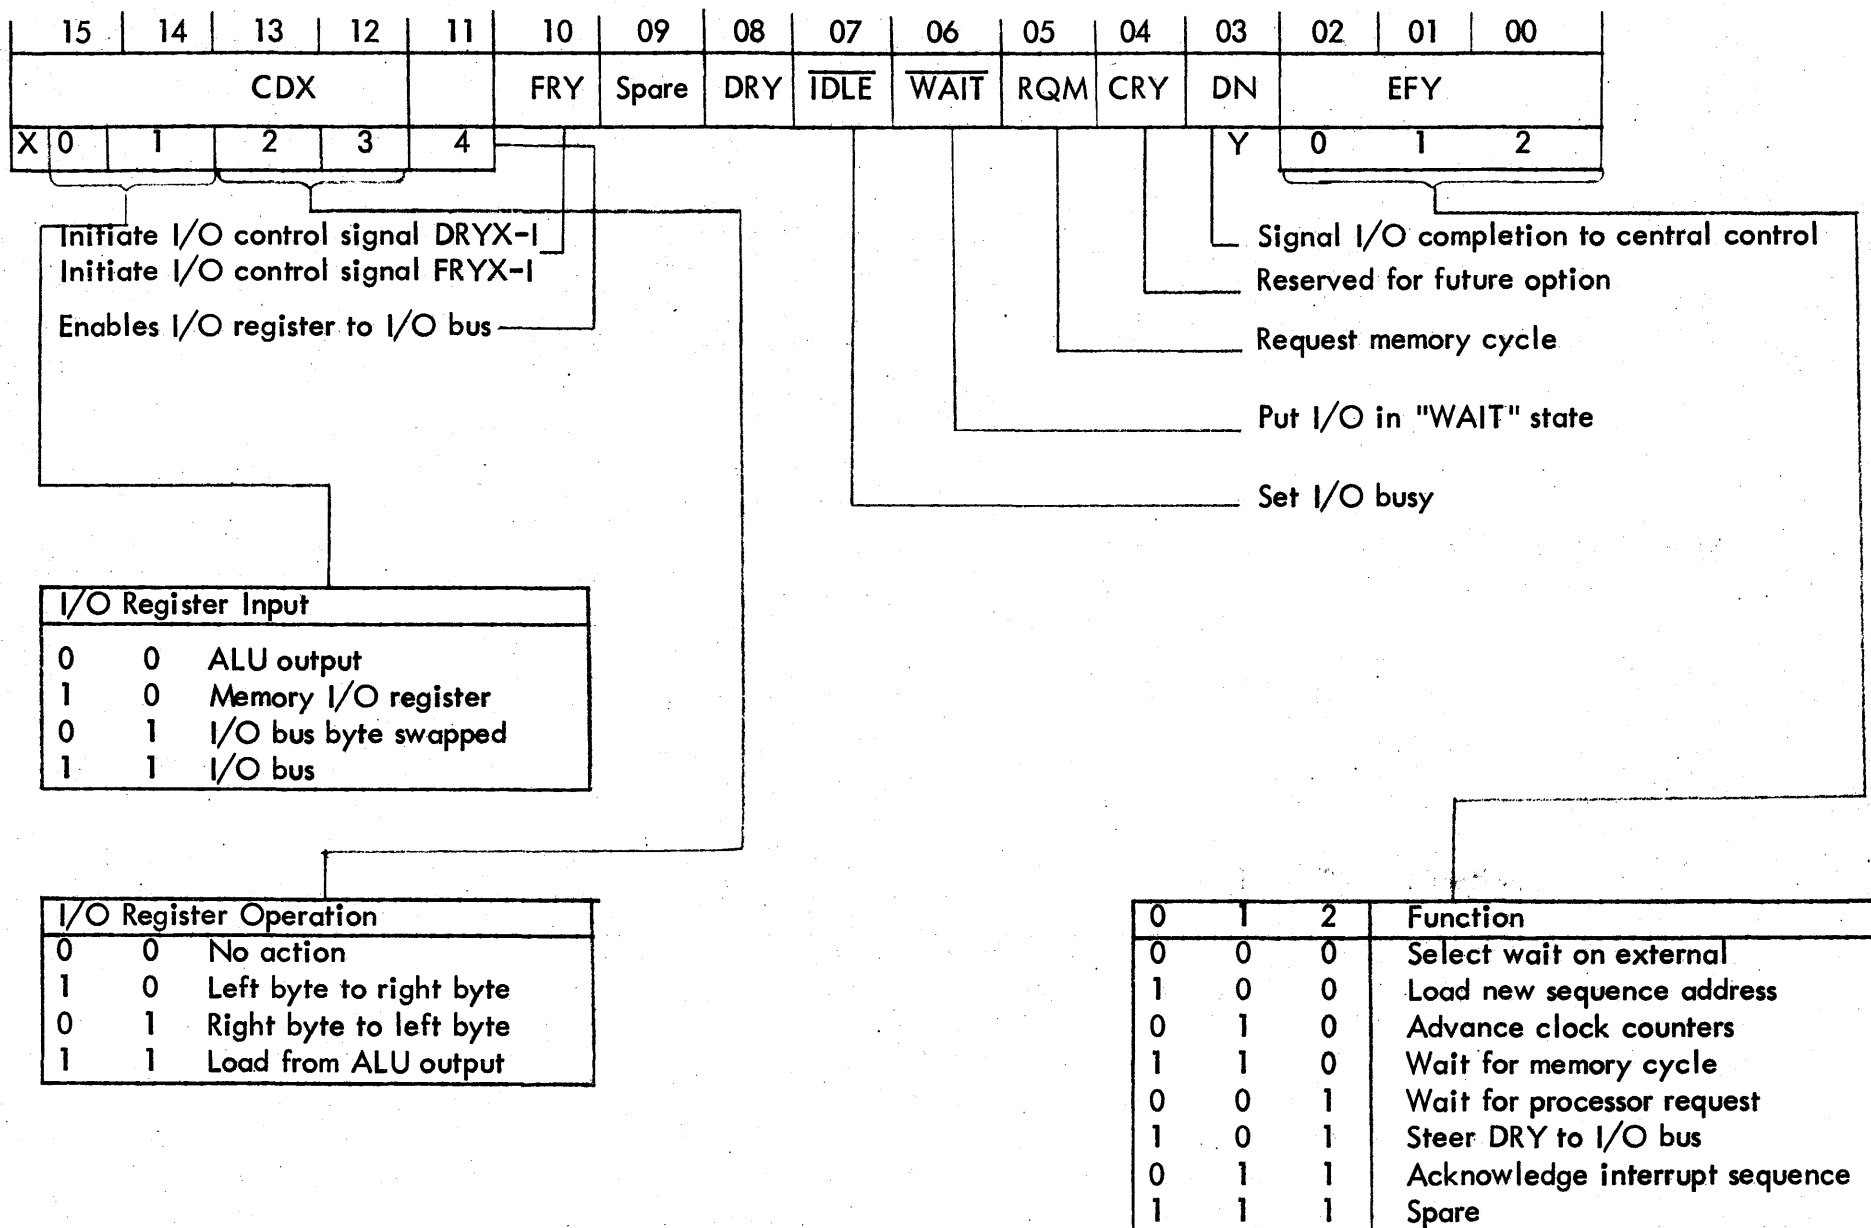 15 14 13 12 11 10 09 08 07 06 05 04 03 02 01 00
CDX FRY Spare DRY IDLE WAIT RQM CRY DN EFY
X 0 1 2 3 4 Y 0 1 2
Initiate I/O control signal DRYX-I
Initiate I/O control signal FRYX-I
Enables I/O register to I/O bus
Signal I/O completion to central control
Reserved for future option
Request memory cycle
Put I/O in "WAIT" state
Set I/O busy
I/O Register Input
0 0 ALU output
1 0 Memory I/O register
0 1 I/O bus byte swapped
1 1 I/O bus
I/O Register Operation
0 0 No action
1 0 Left byte to right byte
0 1 Right byte to left byte
1 1 Load from ALU output
0 1 2 Function
0 0 0 Select wait on external
1 0 0 Load new sequence address
0 1 0 Advance clock counters
1 1 0 Wait for memory cycle
0 0 1 Wait for processor request
1 0 1 Steer DRY to I/O bus
0 1 1 Acknowledge interrupt sequence
1 1 1 Spare